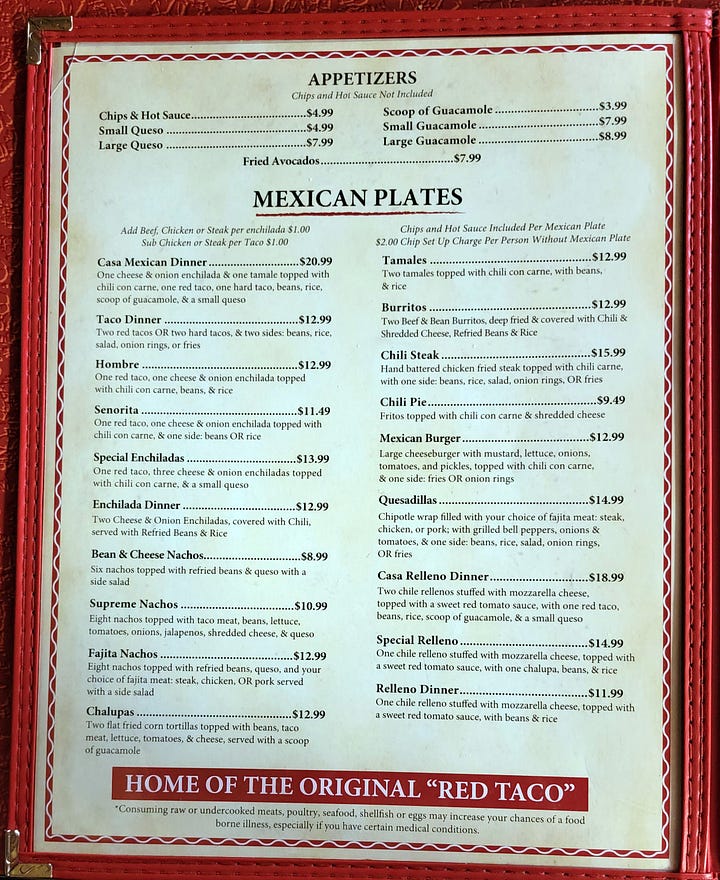 APPETIZERS
Chips and Hot Sauce Not Included
Chips & Hot Sauce....................................$4.99
Small Queso ............................................$4.99
Large Queso ............................................$7.99
Scoop of Guacamole ..................................$3.99
Small Guacamole ......................................$7.99
Large Guacamole ......................................$8.99
Fried Avocados..........................................$7.99
MEXICAN PLATES
Add Beef, Chicken or Steak per enchilada $1.00
Sub Chicken or Steak per Taco $1.00
Casa Mexican Dinner ................................$20.99
One cheese & onion enchilada & one tamale topped with
chili con carne, one red taco, one hard taco, beans, rice,
scoop of guacamole, & a small queso
Taco Dinner ..............................................$12.99
Two red tacos OR two hard tacos, & two sides: beans, rice,
salad, onion rings, or fries
Hombre ....................................................$12.99
One red taco, one cheese & onion enchilada topped
with chili con carne, beans, & rice
Senorita ....................................................$11.49
One red taco, one cheese & onion enchilada topped with
chili con carne, & one side: beans OR rice
Special Enchiladas ....................................$13.99
One red taco, three cheese & onion enchiladas topped
with chili con carne, & a small queso
Enchilada Dinner ......................................$12.99
Two Cheese & Onion Enchiladas, covered with Chili,
served with Refried Beans & Rice
Bean & Cheese Nachos................................$8.99
Six nachos topped with refried beans & queso with a
side salad
Supreme Nachos ......................................$10.99
Eight nachos topped with taco meat, beans, lettuce,
tomatoes, onions, jalapenos, shredded cheese, & queso
Fajita Nachos ............................................$12.99
Eight nachos topped with refried beans, queso, and your
choice of fajita meat: steak, chicken, OR pork served
with a side salad
Chalupas ..................................................$12.99
Two flat fried corn tortillas topped with beans, taco
meat, lettuce, tomatoes, & cheese, served with a scoop
of guacamole
Chips and Hot Sauce Included Per Mexican Plate
$2.00 Chip Set Up Charge Per Person Without Mexican Plate
Tamales ....................................................$12.99
Two tamales topped with chili con carne, with beans,
& rice
Burritos ....................................................$12.99
Two Beef & Bean Burritos, deep fried & covered with Chili &
Shredded Cheese, Refried Beans & Rice
Chili Steak ................................................$15.99
Hand battered chicken fried steak topped with chili carne,
with one side: beans, rice, salad, onion rings, OR fries
Chili Pie....................................................$9.49
Fritos topped with chili con carne & shredded cheese
Mexican Burger..........................................$12.99
Large cheeseburger with mustard, lettuce, onions,
tomatoes, and pickles, topped with chili con carne,
& one side: fries OR onion rings
Quesadillas ................................................$14.99
Chipotle wrap filled with your choice of fajita meat: steak,
chicken, or pork; with grilled bell peppers, onions &
tomatoes, & one side: beans, rice, salad, onion rings,
OR fries
Casa Relleno Dinner..................................$18.99
Two chile rellenos stuffed with mozzarella cheese,
topped with a sweet red tomato sauce, with one red taco,
beans, rice, scoop of guacamole, & a small queso
Special Relleno ..........................................$14.99
One chile relleno stuffed with mozzarella cheese, topped with
a sweet red tomato sauce, with one chalupa, beans, & rice
Relleno Dinner..........................................$11.99
One chile relleno stuffed with mozzarella cheese, topped with
a sweet red tomato sauce, with beans & rice
HOME OF THE ORIGINAL “RED TACO”
*Consuming raw or undercooked meats, poultry, seafood, shellfish or eggs may increase your chances of a food
borne illness, especially if you have certain medical conditions.